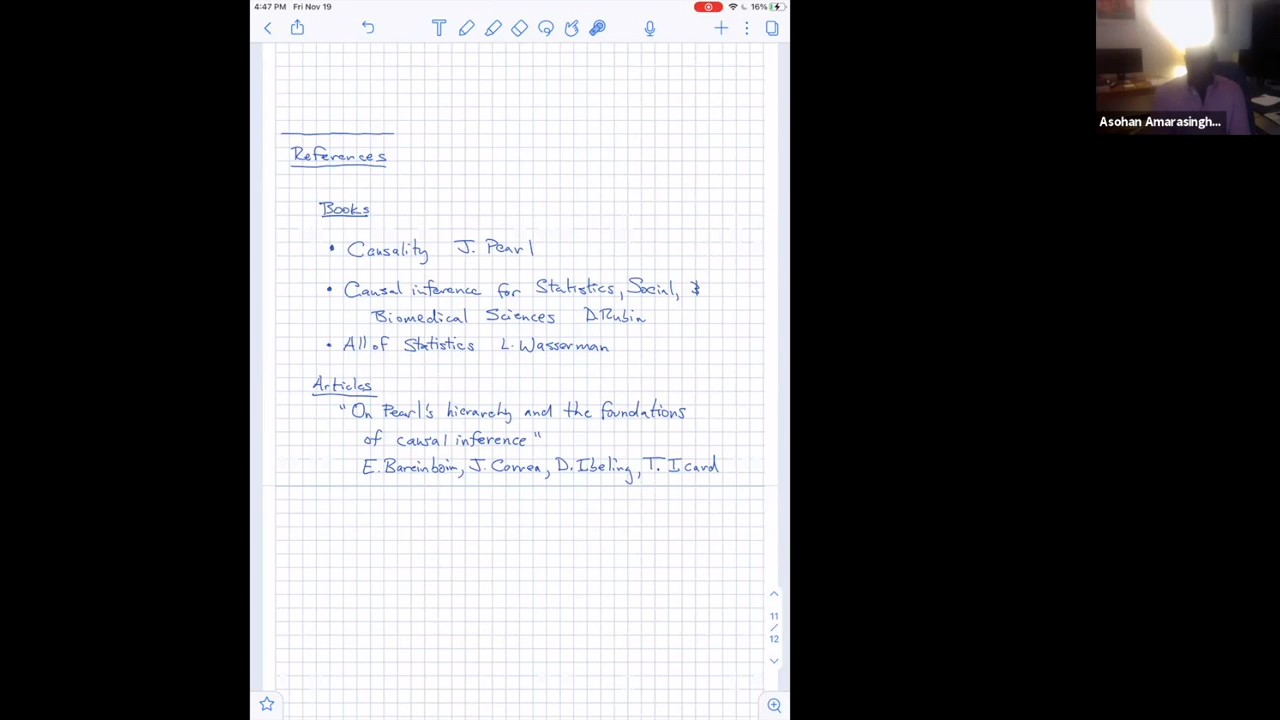 4:47 PM Fri Nov 19
16%
References
Books
• Causality J. Pearl
• Causal inference for Statistics, Social, &
Biomedical Sciences D. Rubin
• All of Statistics L. Wasserman
Articles
"On Pearl's hierarchy and the foundations
of causal inference"
E. Bareinboim, J. Correa, D. Ibeling, T. Icard
11
/
12
Asohan Amarasingh...